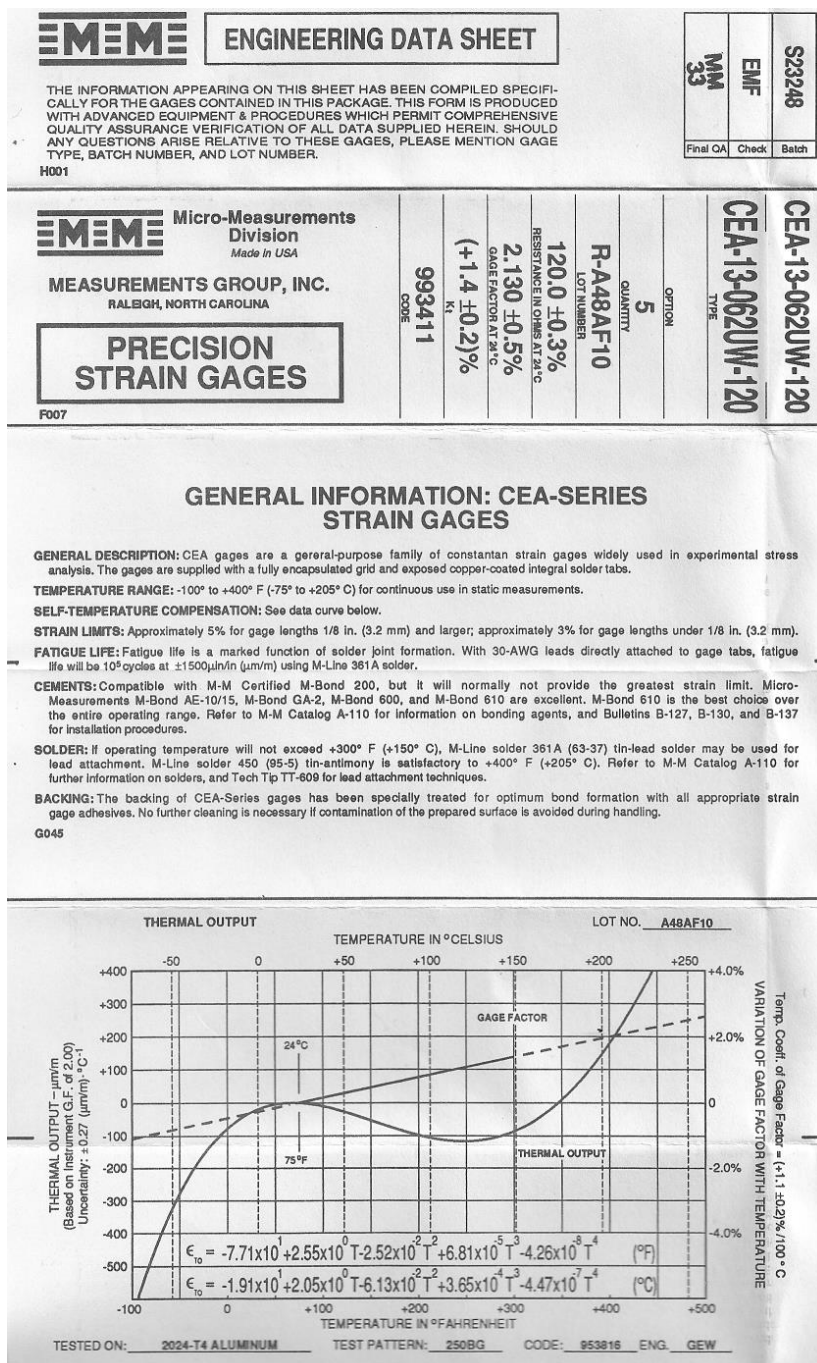 MM
ENGINEERING DATA SHEET
THE INFORMATION APPEARING ON THIS SHEET HAS BEEN COMPILED SPECIFI-
CALLY FOR THE GAGES CONTAINED IN THIS PACKAGE. THIS FORM IS PRODUCED
WITH ADVANCED EQUIPMENT & PROCEDURES WHICH PERMIT COMPREHENSIVE
QUALITY ASSURANCE VERIFICATION OF ALL DATA SUPPLIED HEREIN. SHOULD
ANY QUESTIONS ARISE RELATIVE TO THESE GAGES, PLEASE MENTION GAGE
TYPE, BATCH NUMBER, AND LOT NUMBER.
H001
MM
33
Final QA
EMF
Check
S23248
Batch
MM
Micro-Measurements
Division
Made in USA
MEASUREMENTS GROUP, INC.
RALEIGH, NORTH CAROLINA
PRECISION
STRAIN GAGES
F007
993411
CODE
(+1.4 ±0.2)%
Kt
2.130 ±0.5%
GAGE FACTOR AT 24°C
120.0 ±0.3%
RESISTANCE IN OHMS AT 24°C
R-A48AF10
LOT NUMBER
5
QUANTITY
OPTION
CEA-13-062UW-120
TYPE
CEA-13-062UW-120
GENERAL INFORMATION: CEA-SERIES
STRAIN GAGES
GENERAL DESCRIPTION: CEA gages are a general-purpose family of constantan strain gages widely used in experimental stress
analysis. The gages are supplied with a fully encapsulated grid and exposed copper-coated integral solder tabs.
TEMPERATURE RANGE: -100° to +400° F (-75° to +205° C) for continuous use in static measurements.
SELF-TEMPERATURE COMPENSATION: See data curve below.
STRAIN LIMITS: Approximately 5% for gage lengths 1/8 in. (3.2 mm) and larger; approximately 3% for gage lengths under 1/8 in. (3.2 mm).
FATIGUE LIFE: Fatigue life is a marked function of solder joint formation. With 30-AWG leads directly attached to gage tabs, fatigue
life will be 10⁵ cycles at ±1500μin/in (μm/m) using M-Line 361A solder.
CEMENTS: Compatible with M-M Certified M-Bond 200, but it will normally not provide the greatest strain limit. Micro-
Measurements M-Bond AE-10/15, M-Bond GA-2, M-Bond 600, and M-Bond 610 are excellent. M-Bond 610 is the best choice over
the entire operating range. Refer to M-M Catalog A-110 for information on bonding agents, and Bulletins B-127, B-130, and B-137
for installation procedures.
SOLDER: If operating temperature will not exceed +300° F (+150° C), M-Line solder 361A (63-37) tin-lead solder may be used for
lead attachment. M-Line solder 450 (95-5) tin-antimony is satisfactory to +400° F (+205° C). Refer to M-M Catalog A-110 for
further information on solders, and Tech Tip TT-609 for lead attachment techniques.
BACKING: The backing of CEA-Series gages has been specially treated for optimum bond formation with all appropriate strain
gage adhesives. No further cleaning is necessary if contamination of the prepared surface is avoided during handling.
G045
THERMAL OUTPUT
LOT NO. A48AF10
TEMPERATURE IN °CELSIUS
-50 0 +50 +100 +150 +200 +250
+400 +4.0%
+300
+200 +2.0%
+100
0 0
-100
-200 -2.0%
-300
-400 -4.0%
-500
GAGE FACTOR
24°C
75°F
THERMAL OUTPUT
THERMAL OUTPUT – μm/m
(Based on Instrument G.F. of 2.00)
Uncertainty: ±0.27 (μm/m)·°C⁻¹
VARIATION OF GAGE FACTOR WITH TEMPERATURE
Temp. Coeff. of Gage Factor = (+1.1 ±0.2)% /100 °C
ϵTO = -7.71x10¹+2.55x10⁰T-2.52x10⁻²T²+6.81x10⁻⁵T³-4.26x10⁻⁸T⁴ (°F)
ϵTO = -1.91x10¹+2.05x10⁰T-6.13x10⁻²T²+3.65x10⁻⁴T³-4.47x10⁻⁷T⁴ (°C)
-100 0 +100 +200 +300 +400 +500
TEMPERATURE IN °FAHRENHEIT
TESTED ON: 2024-T4 ALUMINUM TEST PATTERN: 250BG CODE: 953816 ENG. GEW